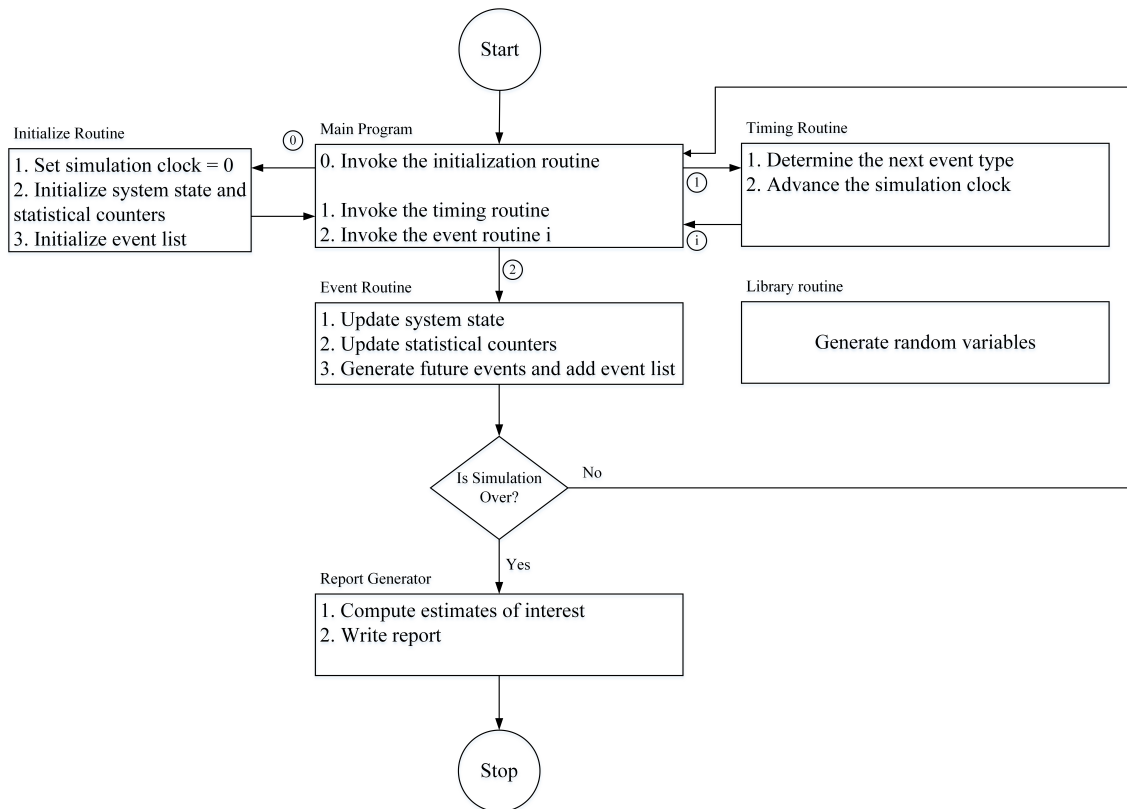 Start
Initialize Routine
0
Main Program
Timing Routine
1. Set simulation clock = 0
2. Initialize system state and
statistical counters
3. Initialize event list
0. Invoke the initialization routine
1. Invoke the timing routine
2. Invoke the event routine i
1
i
1. Determine the next event type
2. Advance the simulation clock
2
Event Routine
Library routine
1. Update system state
2. Update statistical counters
3. Generate future events and add event list
Generate random variables
Is Simulation
Over?
No
Yes
Report Generator
1. Compute estimates of interest
2. Write report
Stop